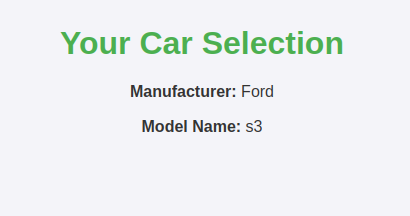 Your Car Selection
Manufacturer: Ford
Model Name: s3